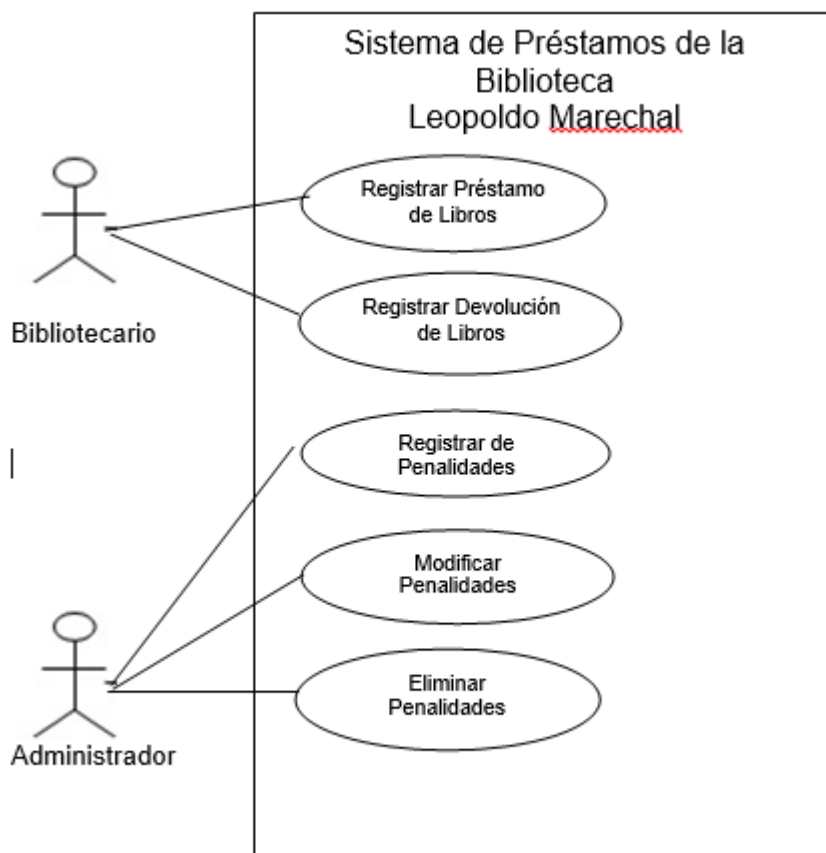 Sistema de Préstamos de la
Biblioteca
Leopoldo Marechal
Registrar Préstamo
de Libros
Registrar Devolución
de Libros
Bibliotecario
Registrar de
Penalidades
Modificar
Penalidades
Eliminar
Penalidades
Administrador